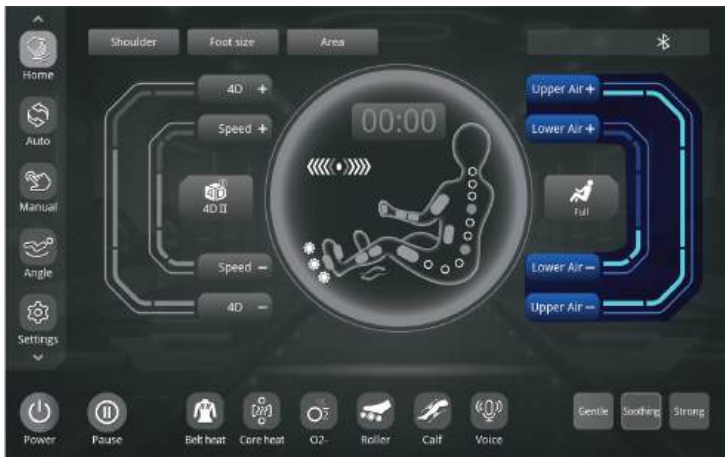 Shoulder
Foot size
Area
Home
Auto
Manual
Angle
Settings
4D +
Speed +
4D II
Speed −
4D −
00:00
Upper Air +
Lower Air +
Full
Lower Air −
Upper Air −
Power
Pause
Belt heat
Core heat
O2-
Roller
Calf
Voice
Gentle
Soothing
Strong